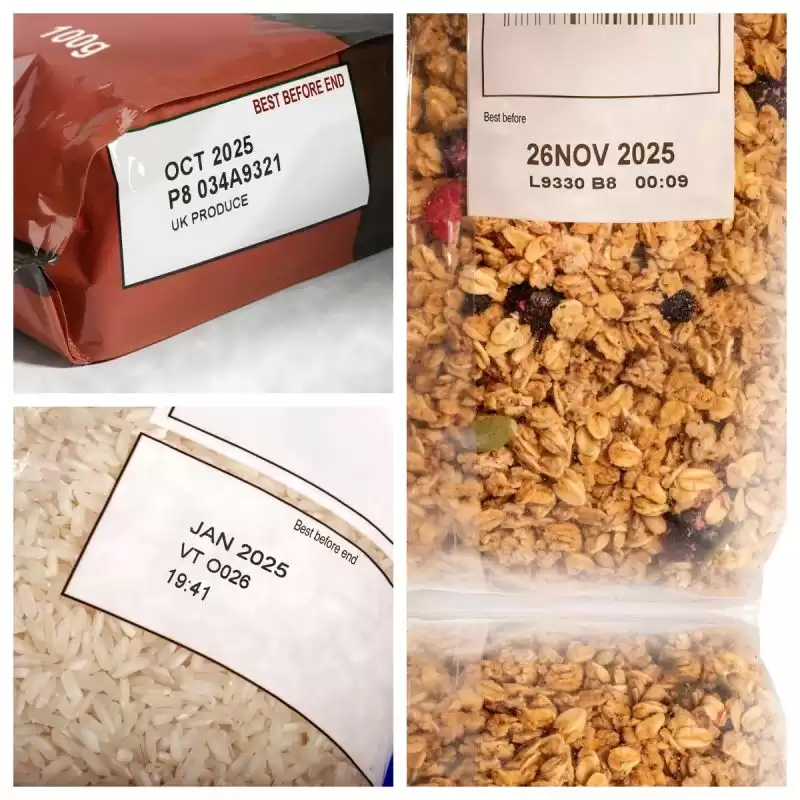 100g
BEST BEFORE END
OCT 2025
P8 034A9321
UK PRODUCE
Best before
26NOV 2025
L9330 B8 00:09
Best before end
JAN 2025
VT O026
19:41